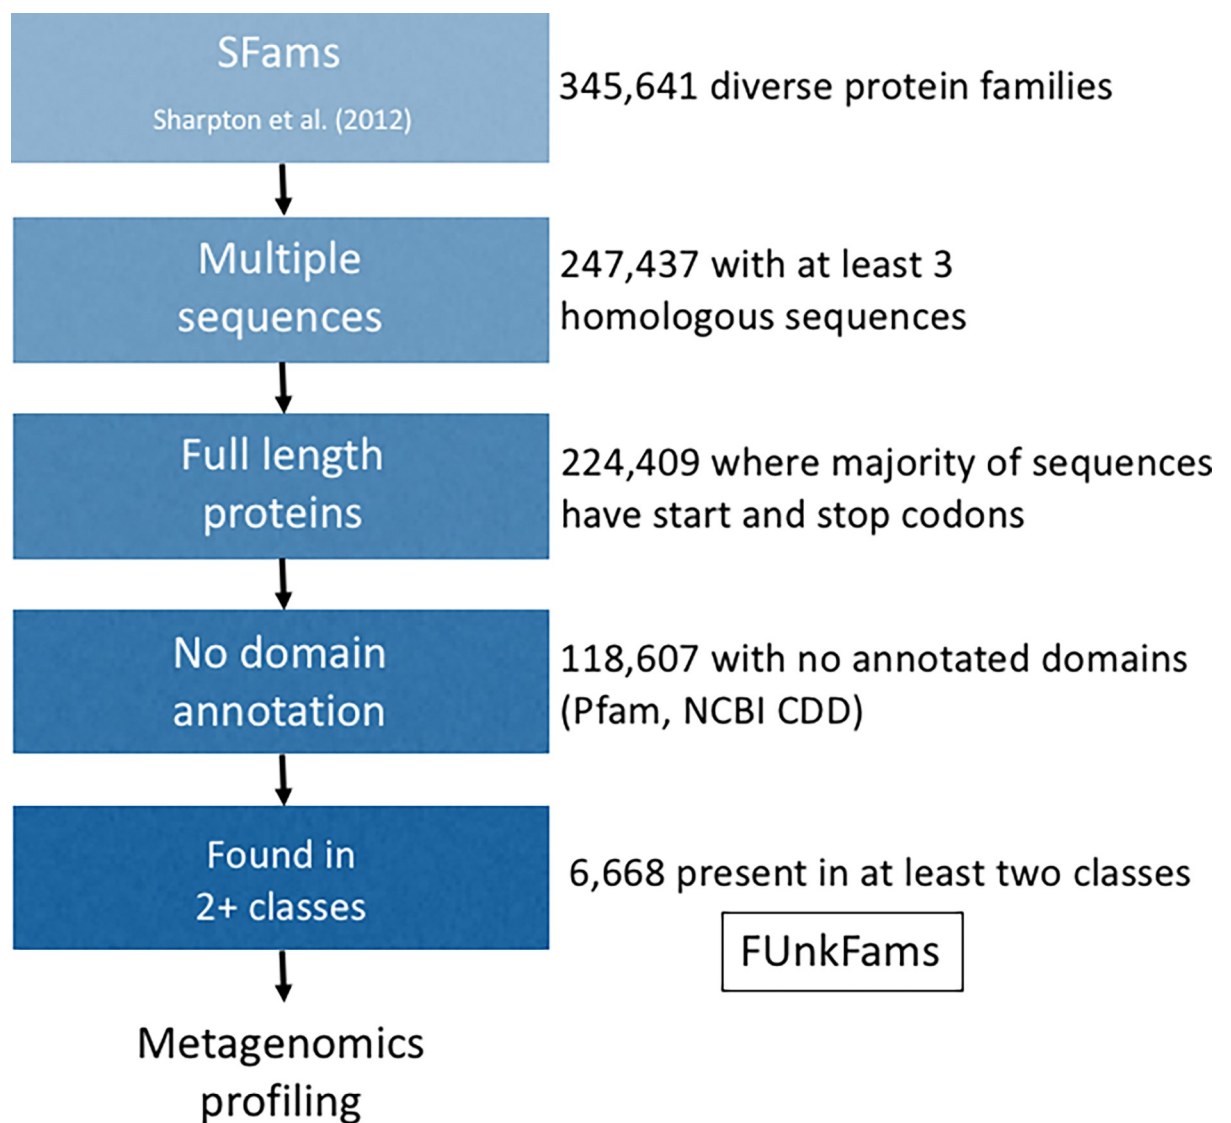 SFams
Sharpton et al. (2012)
345,641 diverse protein families
Multiple
sequences
247,437 with at least 3
homologous sequences
Full length
proteins
224,409 where majority of sequences
have start and stop codons
No domain
annotation
118,607 with no annotated domains
(Pfam, NCBI CDD)
Found in
2+ classes
6,668 present in at least two classes
FUnkFams
Metagenomics
profiling